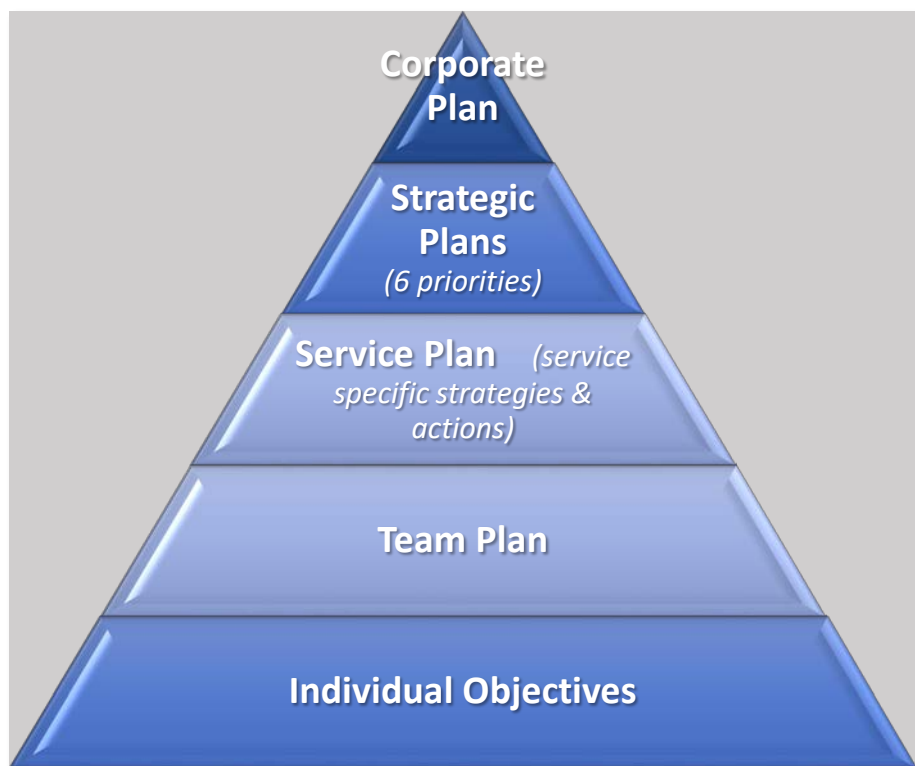 Corporate
Plan
Strategic
Plans
(6 priorities)
Service Plan (service
specific strategies &
actions)
Team Plan
Individual Objectives